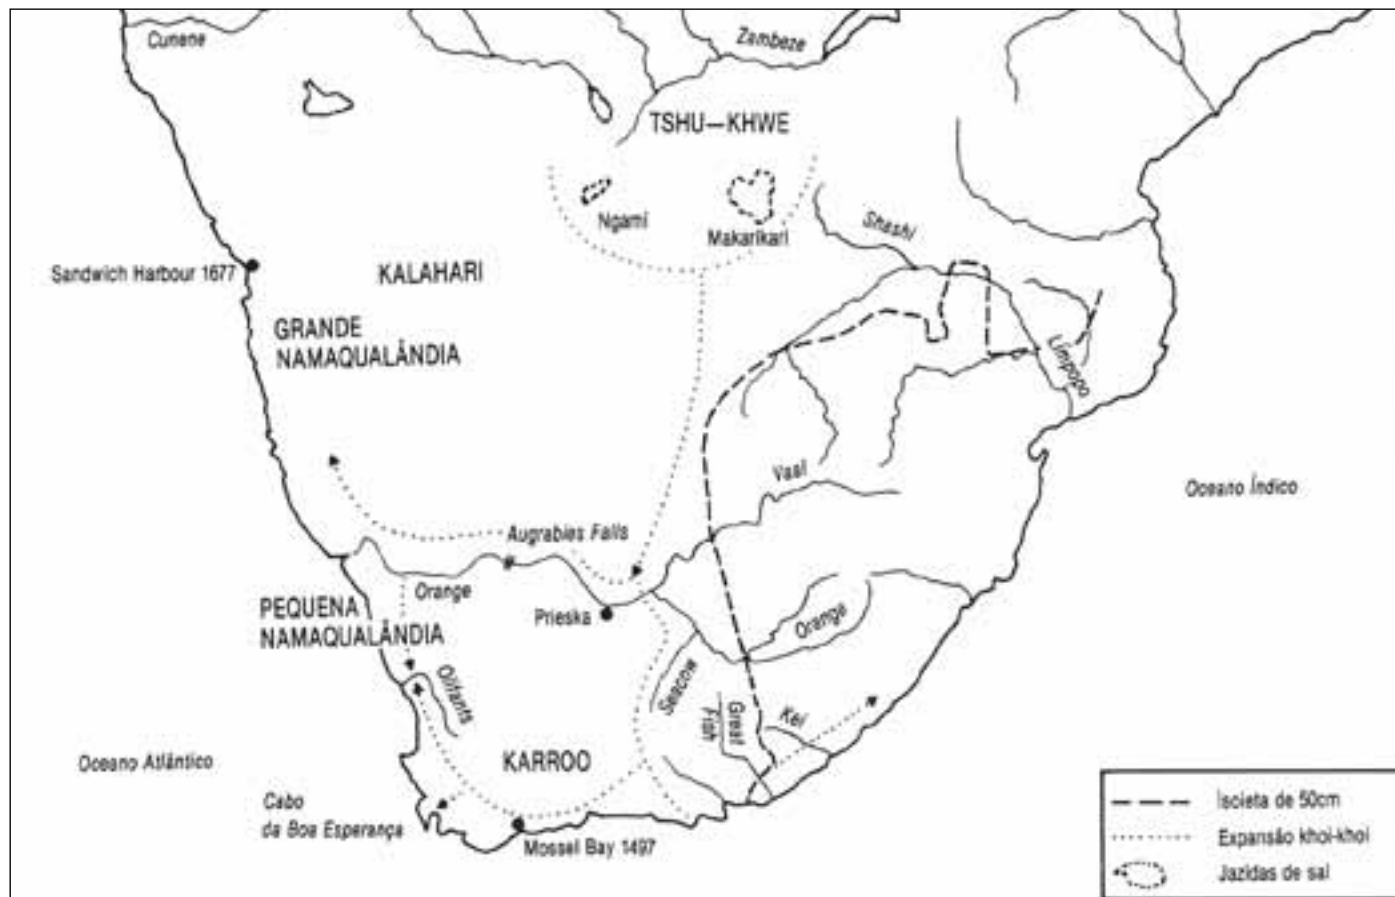 Cunene
Zambeze
TSHU—KHWE
Ngami
Makarikari
Shashi
Sandwich Harbour 1677
KALAHARI
GRANDE
NAMAQUALÂNDIA
Limpopo
Vaal
Oceano Índico
Augrabies Falls
Orange
PEQUENA
NAMAQUALÂNDIA
Prieska
Orange
Olifants
Seacow
Great
Fish
Kei
KARROO
Oceano Atlântico
Cabo
da Boa Esperança
Mossel Bay 1497
Isoieta de 50cm
Expansão khoi-khoi
Jazidas de sal